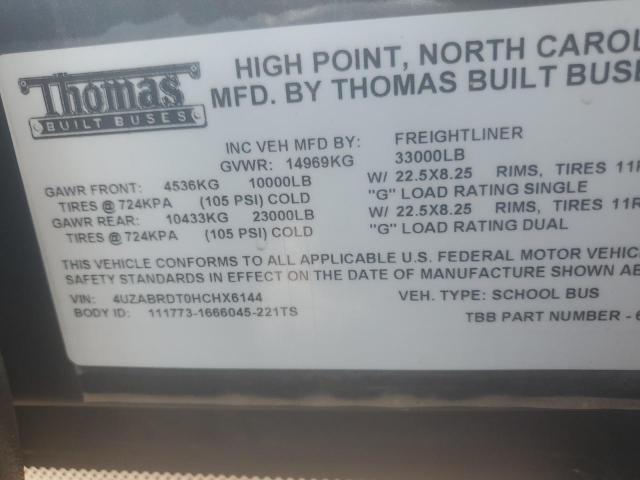 Thomas
BUILT BUSES
HIGH POINT, NORTH CAROL
MFD. BY THOMAS BUILT BUSE
INC VEH MFD BY: FREIGHTLINER
GVWR: 14969KG 33000LB
GAWR FRONT: 4536KG 10000LB W/ 22.5X8.25 RIMS, TIRES 11R
TIRES @ 724KPA (105 PSI) COLD "G" LOAD RATING SINGLE
GAWR REAR: 10433KG 23000LB W/ 22.5X8.25 RIMS, TIRES 11R
TIRES @ 724KPA (105 PSI) COLD "G" LOAD RATING DUAL
THIS VEHICLE CONFORMS TO ALL APPLICABLE U.S. FEDERAL MOTOR VEHIC
SAFETY STANDARDS IN EFFECT ON THE DATE OF MANUFACTURE SHOWN AB
VIN: 4UZABRDT0HCHX6144 VEH. TYPE: SCHOOL BUS
BODY ID: 111773-1666045-221TS TBB PART NUMBER - 6